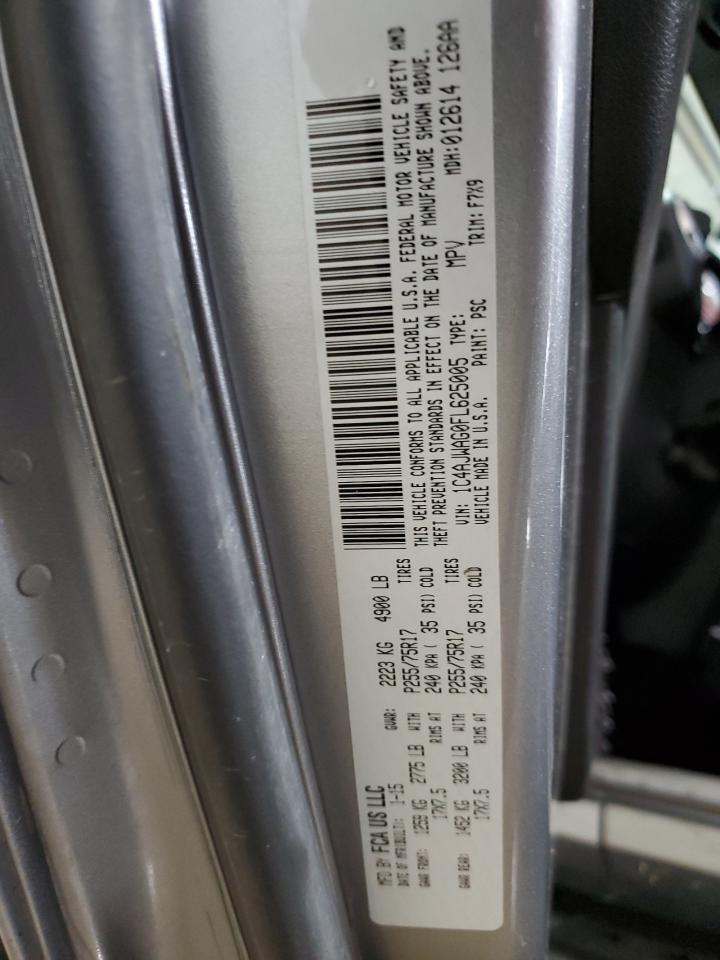 MFD BY FCA US LLC
DATE OF MFR(BUILT): 1-15 GVWR: 2223 KG 4900 LB
GAWR FRONT: 1259 KG 2775 LB WITH P255/75R17 TIRES
17X7.5 RIMS AT 240 KPA ( 35 PSI) COLD
GAWR REAR: 1452 KG 3200 LB WITH P255/75R17 TIRES
17X7.5 RIMS AT 240 KPA ( 35 PSI) COLD
THIS VEHICLE CONFORMS TO ALL APPLICABLE U.S.A. FEDERAL MOTOR VEHICLE SAFETY AND
THEFT PREVENTION STANDARDS IN EFFECT ON THE DATE OF MANUFACTURE SHOWN ABOVE.
VIN: 1C4AJWAG0FL625005 TYPE: MPV MDH:012614 126AA
VEHICLE MADE IN U.S.A. PAINT: PSC TRIM: F7X9